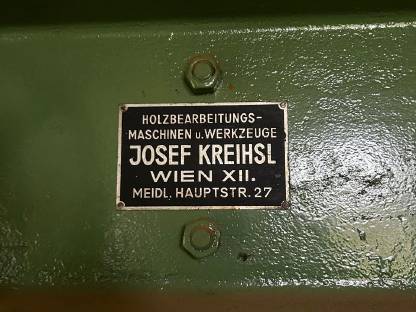 HOLZBEARBEITUNGS-
MASCHINEN u. WERKZEUGE
JOSEF KREIHSL
WIEN XII.
MEIDL. HAUPTSTR. 27